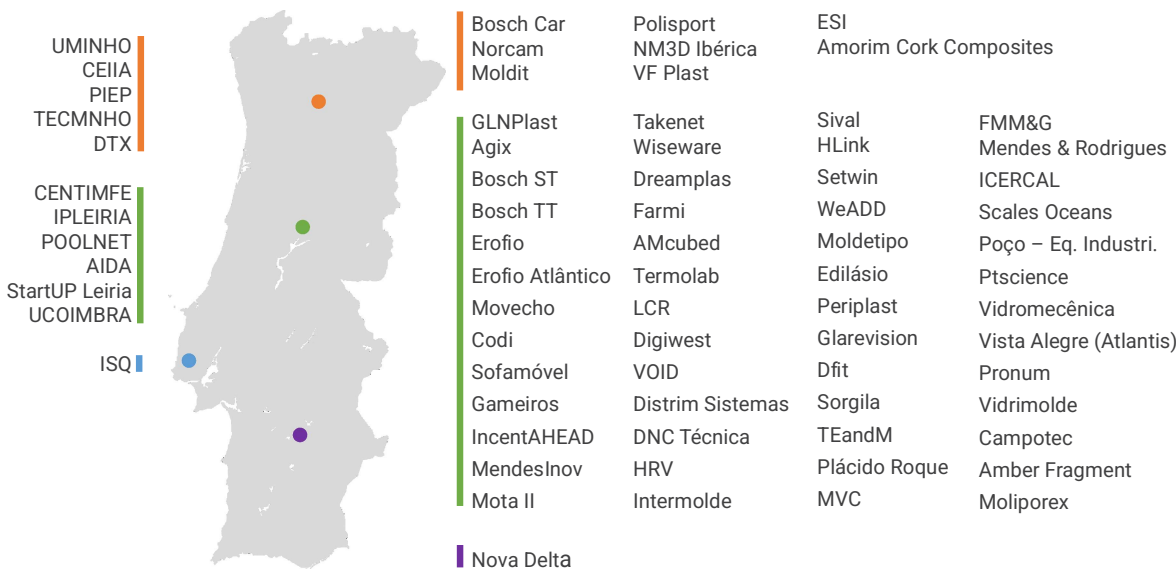 UMINHO
CEIIA
PIEP
TECMNHO
DTX
CENTIMFE
IPLEIRIA
POOLNET
AIDA
StartUP Leiria
UCOIMBRA
ISQ
Bosch Car Polisport ESI
Norcam NM3D Ibérica Amorim Cork Composites
Moldit VF Plast
GLNPlast Takenet Sival FMM&G
Agix Wiseware HLink Mendes & Rodrigues
Bosch ST Dreamplas Setwin ICERCAL
Bosch TT Farmi WeADD Scales Oceans
Erofio AMcubed Moldetipo Poço – Eq. Industri.
Erofio Atlântico Termolab Edilásio Ptscience
Movecho LCR Periplast Vidromecênica
Codi Digiwest Glarevision Vista Alegre (Atlantis)
Sofamóvel VOID Dfit Pronum
Gameiros Distrim Sistemas Sorgila Vidrimolde
IncentAHEAD DNC Técnica TEandM Campotec
MendesInov HRV Plácido Roque Amber Fragment
Mota II Intermolde MVC Moliporex
Nova Delta